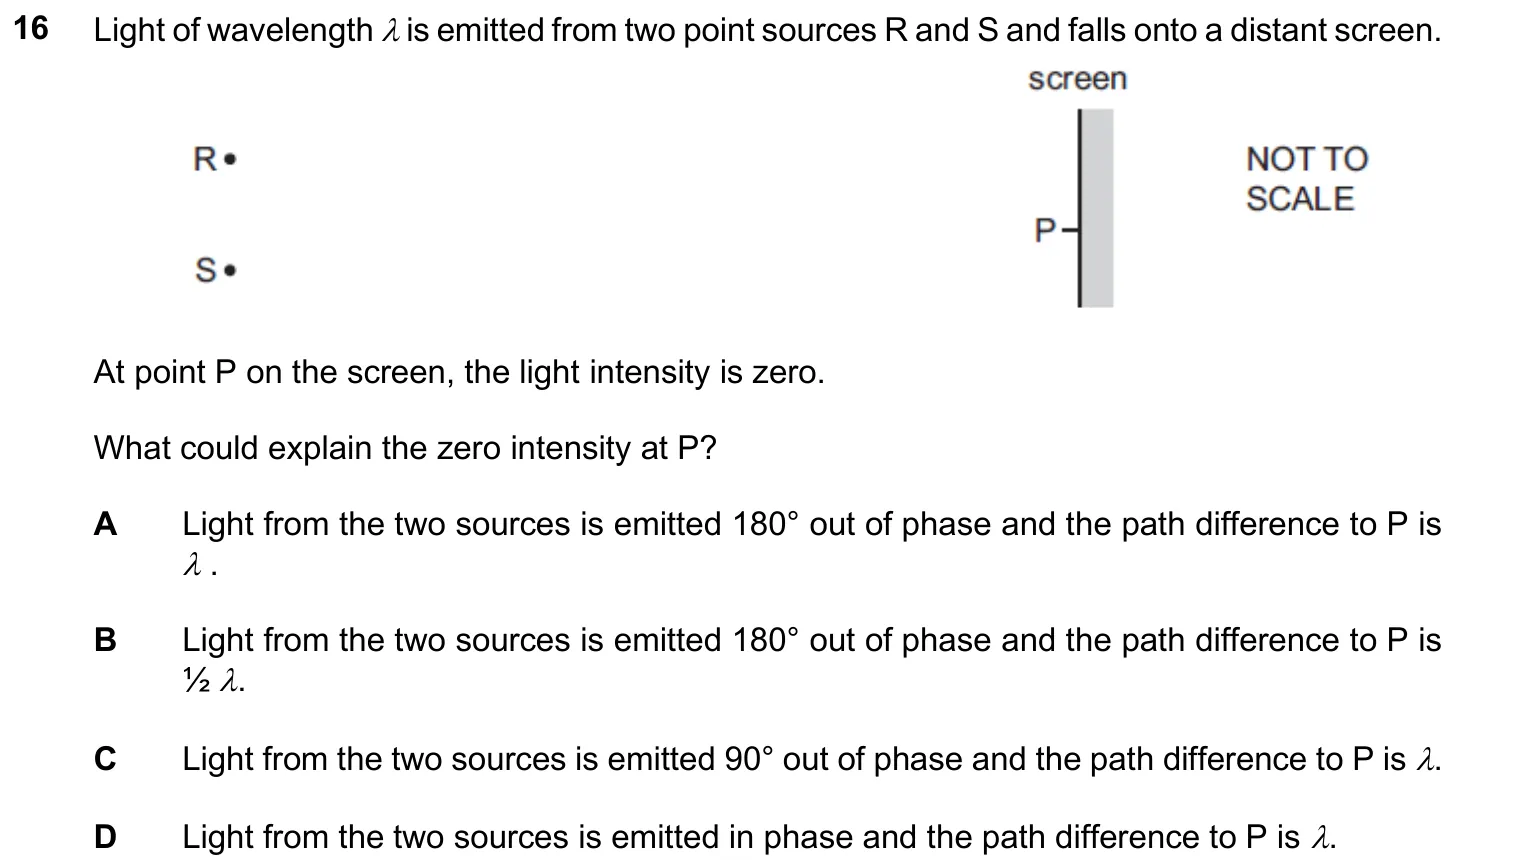 16 Light of wavelength λ is emitted from two point sources R and S and falls onto a distant screen.
screen
R
NOT TO
SCALE
P
S
At point P on the screen, the light intensity is zero.
What could explain the zero intensity at P?
A Light from the two sources is emitted 180° out of phase and the path difference to P is
λ .
B Light from the two sources is emitted 180° out of phase and the path difference to P is
½ λ.
C Light from the two sources is emitted 90° out of phase and the path difference to P is λ.
D Light from the two sources is emitted in phase and the path difference to P is λ.